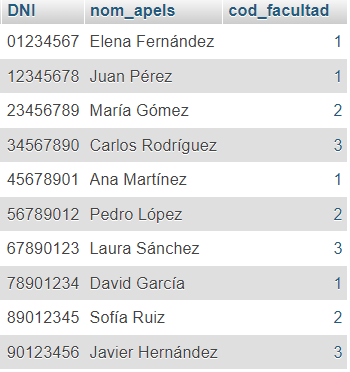 DNI nom_apels cod_facultad
01234567 Elena Fernández 1
12345678 Juan Pérez 1
23456789 María Gómez 2
34567890 Carlos Rodríguez 3
45678901 Ana Martínez 1
56789012 Pedro López 2
67890123 Laura Sánchez 3
78901234 David García 1
89012345 Sofía Ruiz 2
90123456 Javier Hernández 3